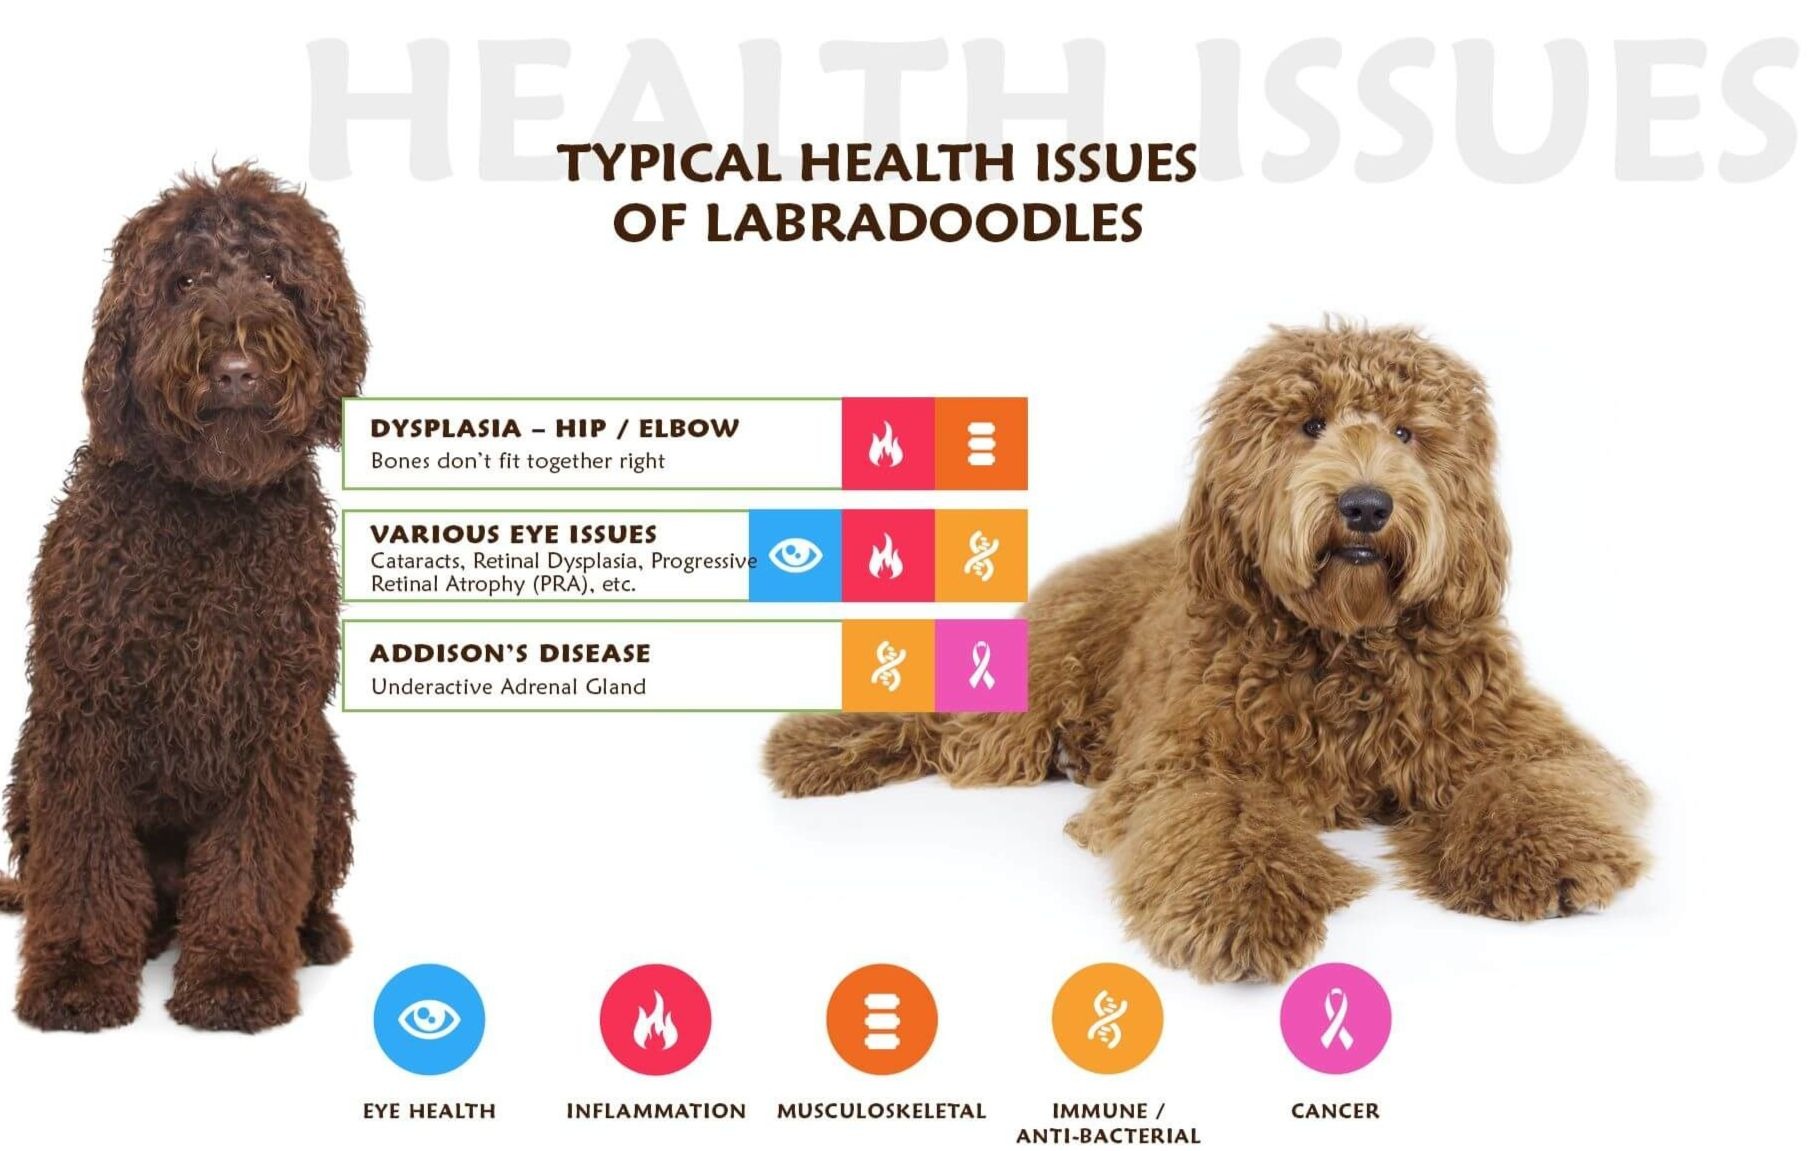 HEALTH ISSUES
TYPICAL HEALTH ISSUES
OF LABRADOODLES
DYSPLASIA – HIP / ELBOW
Bones don't fit together right
VARIOUS EYE ISSUES
Cataracts, Retinal Dysplasia, Progressive
Retinal Atrophy (PRA), etc.
ADDISON'S DISEASE
Underactive Adrenal Gland
EYE HEALTH
INFLAMMATION
MUSCULOSKELETAL
IMMUNE /
ANTI-BACTERIAL
CANCER